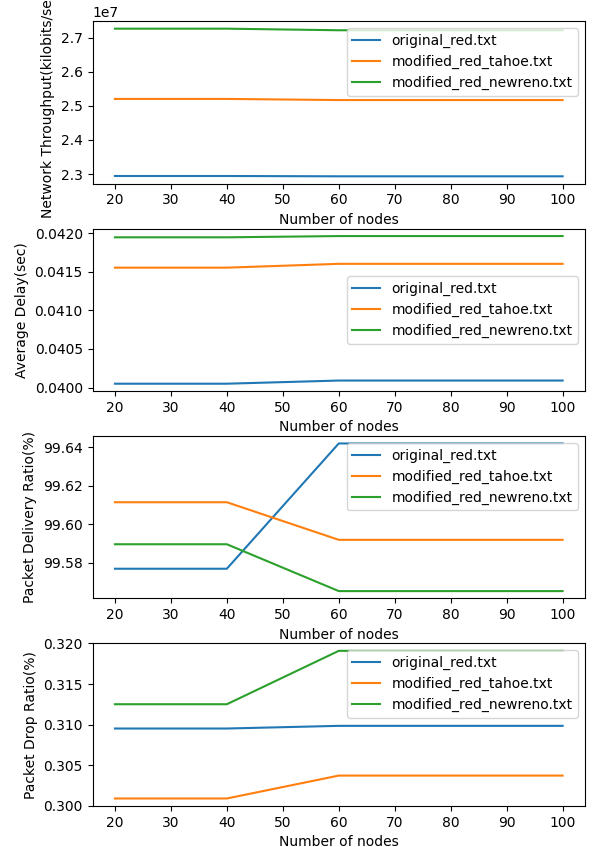 1e7
Network Throughput(kilobits/se
2.7
2.6
2.5
2.4
2.3
original_red.txt
modified_red_tahoe.txt
modified_red_newreno.txt
20 30 40 50 60 70 80 90 100
Number of nodes
Average Delay(sec)
0.0420
0.0415
0.0410
0.0405
0.0400
original_red.txt
modified_red_tahoe.txt
modified_red_newreno.txt
20 30 40 50 60 70 80 90 100
Number of nodes
Packet Delivery Ratio(%)
99.64
99.62
99.60
99.58
original_red.txt
modified_red_tahoe.txt
modified_red_newreno.txt
20 30 40 50 60 70 80 90 100
Number of nodes
Packet Drop Ratio(%)
0.320
0.315
0.310
0.305
0.300
original_red.txt
modified_red_tahoe.txt
modified_red_newreno.txt
20 30 40 50 60 70 80 90 100
Number of nodes